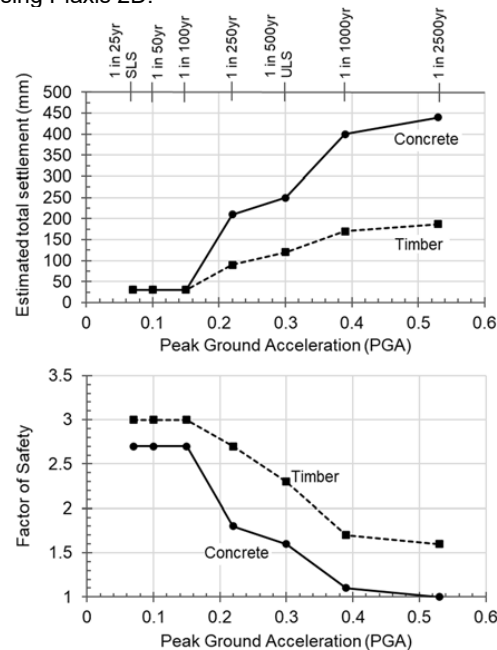 1 in 25yr
SLS
1 in 50yr
1 in 100yr
1 in 250yr
1 in 500yr
ULS
1 in 1000yr
1 in 2500yr
Estimated total settlement (mm)
500
450
400
350
300
250
200
150
100
50
0
Concrete
Timber
0 0.1 0.2 0.3 0.4 0.5 0.6
Peak Ground Acceleration (PGA)
Factor of Safety
3.5
3
2.5
2
1.5
1
Timber
Concrete
0 0.1 0.2 0.3 0.4 0.5 0.6
Peak Ground Acceleration (PGA)